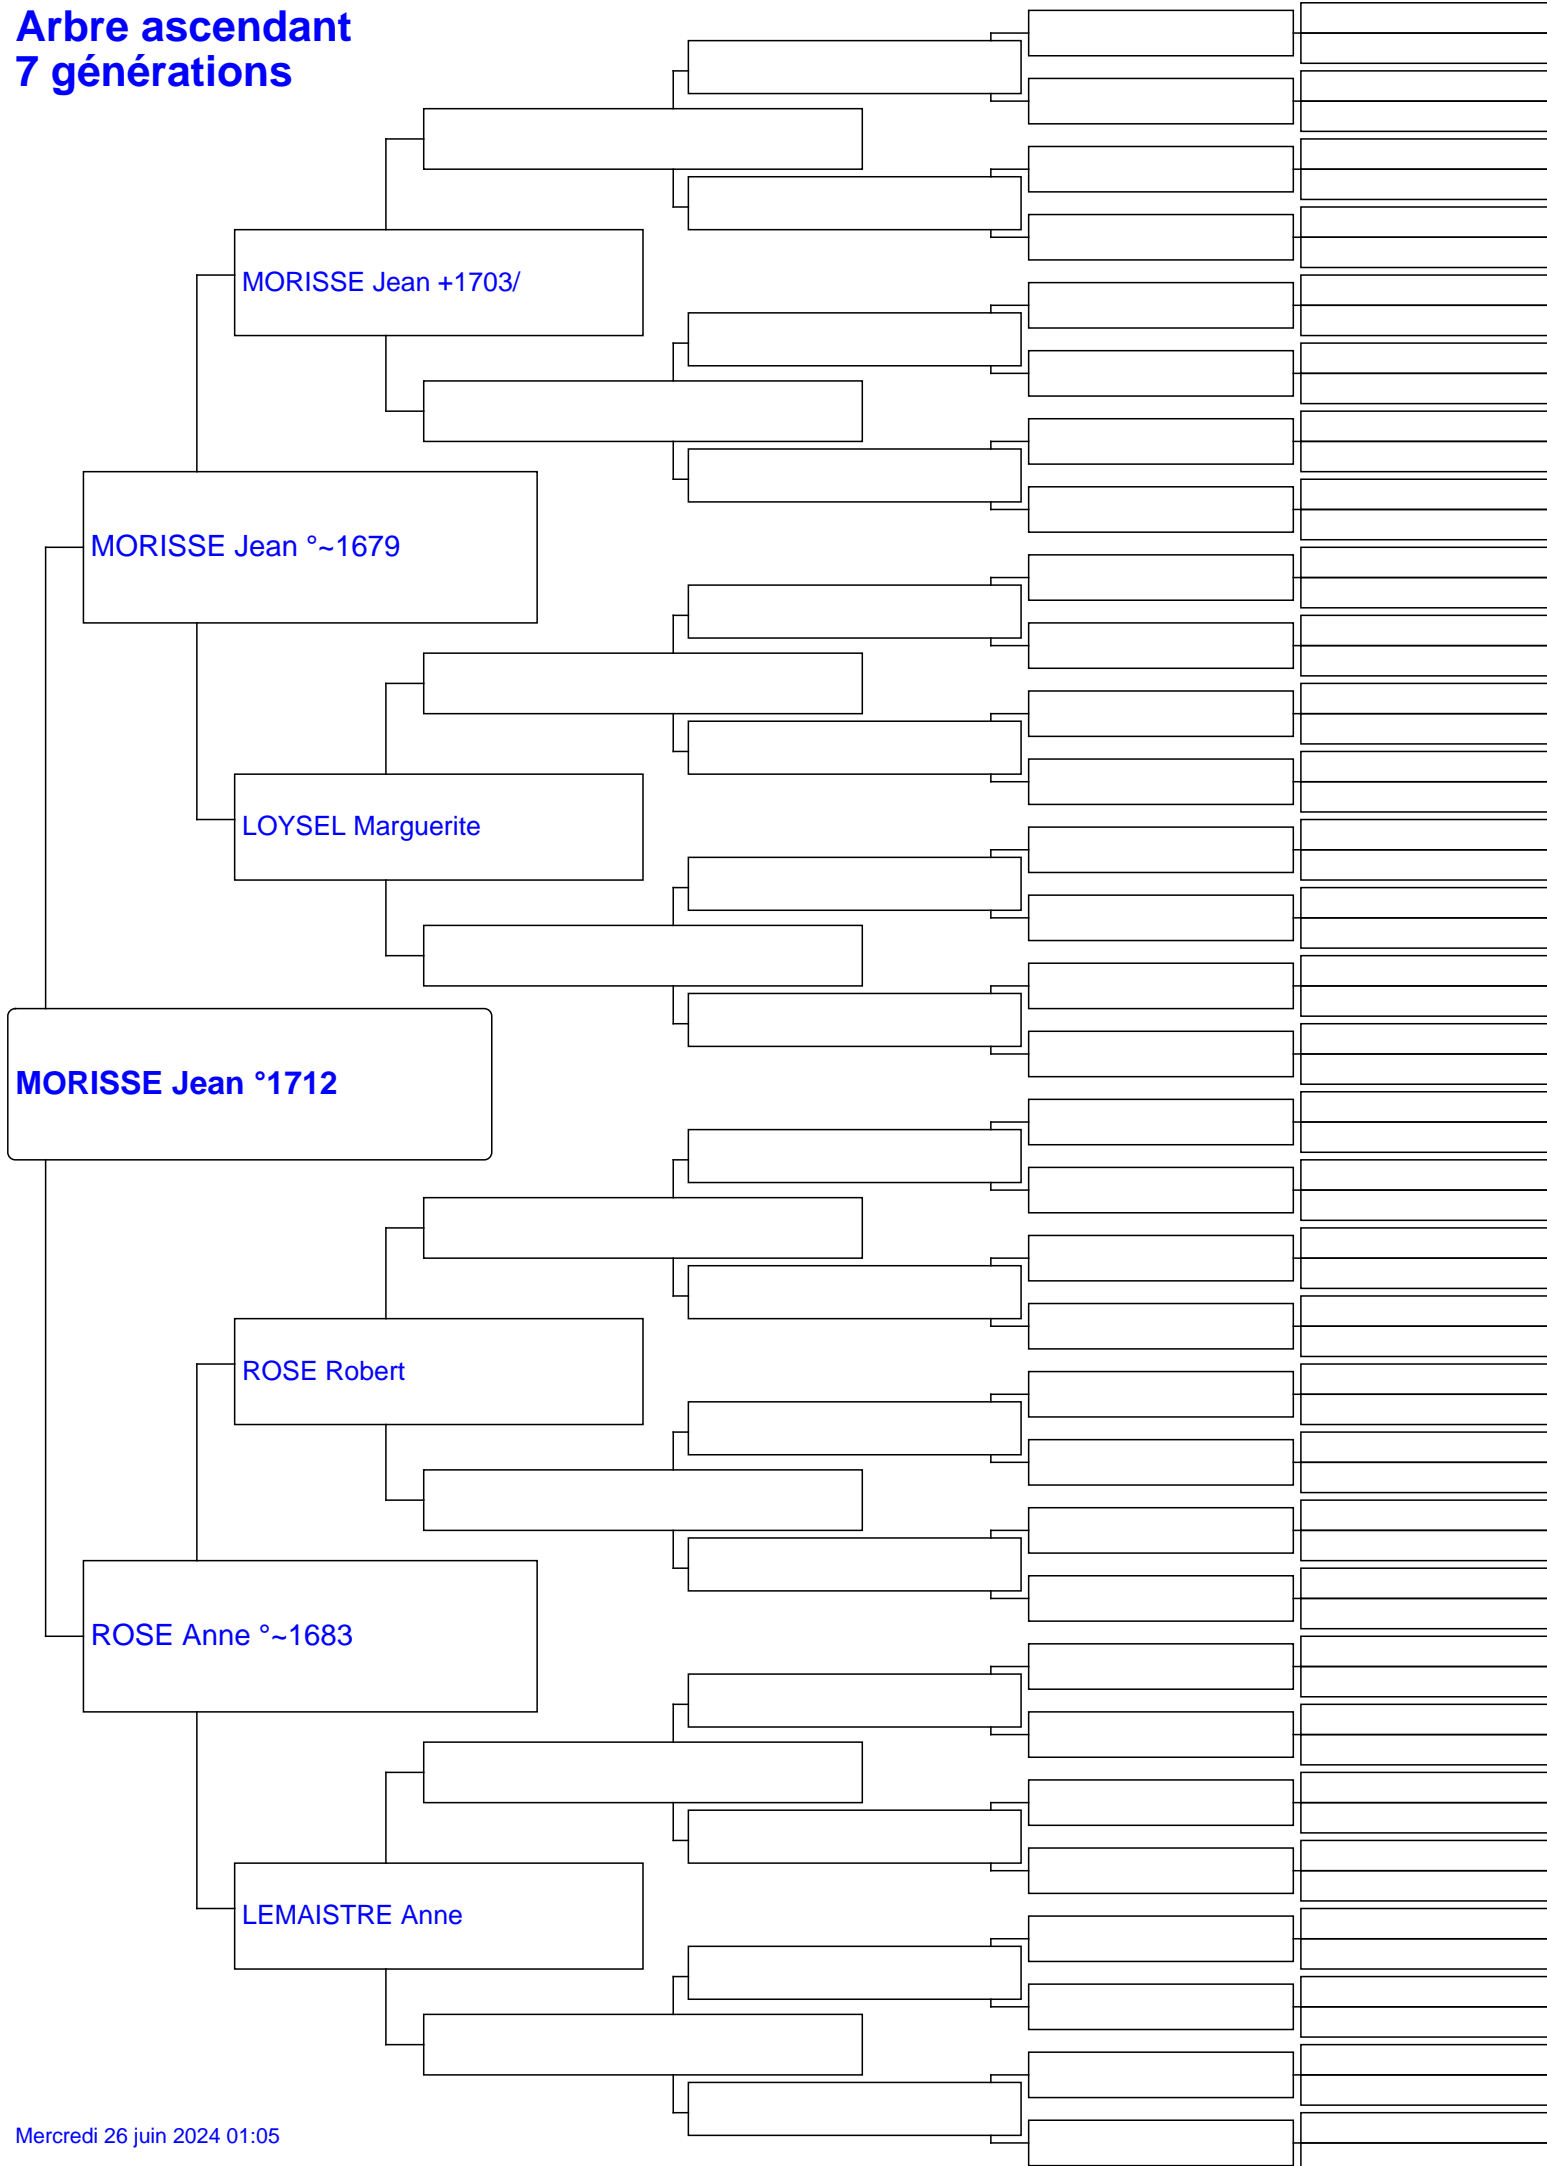 Arbre ascendant
7 générations
MORISSE Jean +1703/
MORISSE Jean °~1679
LOYSEL Marguerite
MORISSE Jean °1712
ROSE Robert
ROSE Anne °~1683
LEMAISTRE Anne
Mercredi 26 juin 2024 01:05